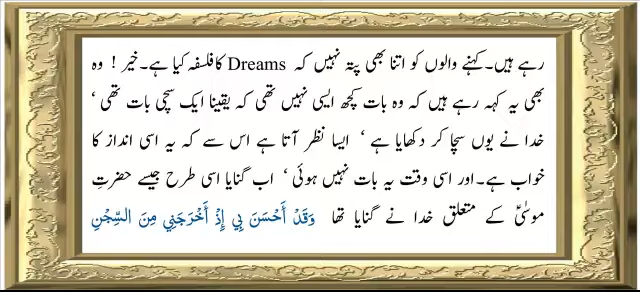 رہے ہیں۔کہنے والوں کو اتنا بھی پتہ نہیں کہ Dreams کا فلسفہ کیا ہے۔خیر! وہ
بھی یہ کہہ رہے ہیں کہ وہ بات کچھ ایسی نہیں تھی کہ یقینا ایک سچی بات تھی ‘
خدا نے یوں سچا کر دکھایا ہے ‘ ایسا نظر آتا ہے اس سے کہ یہ اسی انداز کا
خواب ہے۔اور اسی وقت یہ بات نہیں ہوئی ‘ اب گنایا اسی طرح جیسے حضرتِ
موسیٰؑ کے متعلق خدا نے گنایا تھا وَقَدْ أَحْسَنَ بِي إِذْ أَخْرَجَنِي مِنَ السِّجْنِ